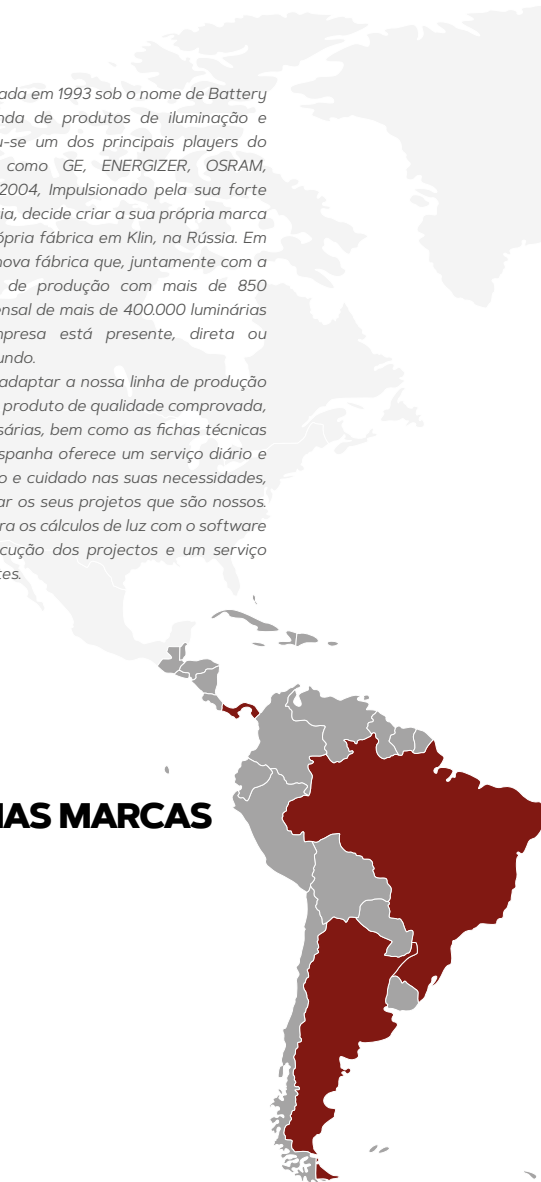 ada em 1993 sob o nome de Battery
nda de produtos de iluminação e
u-se um dos principais players do
como GE, ENERGIZER, OSRAM,
2004, Impulsionado pela sua forte
ia, decide criar a sua própria marca
ópria fábrica em Klin, na Rússia. Em
nova fábrica que, juntamente com a
de produção com mais de 850
ensal de mais de 400.000 luminárias
mpresa está presente, direta ou
undo.
adaptar a nossa linha de produção
produto de qualidade comprovada,
sárias, bem como as fichas técnicas
spanha oferece um serviço diário e
o e cuidado nas suas necessidades,
ar os seus projetos que são nossos.
ra os cálculos de luz com o software
cução dos projectos e um serviço
tes.
IAS MARCAS